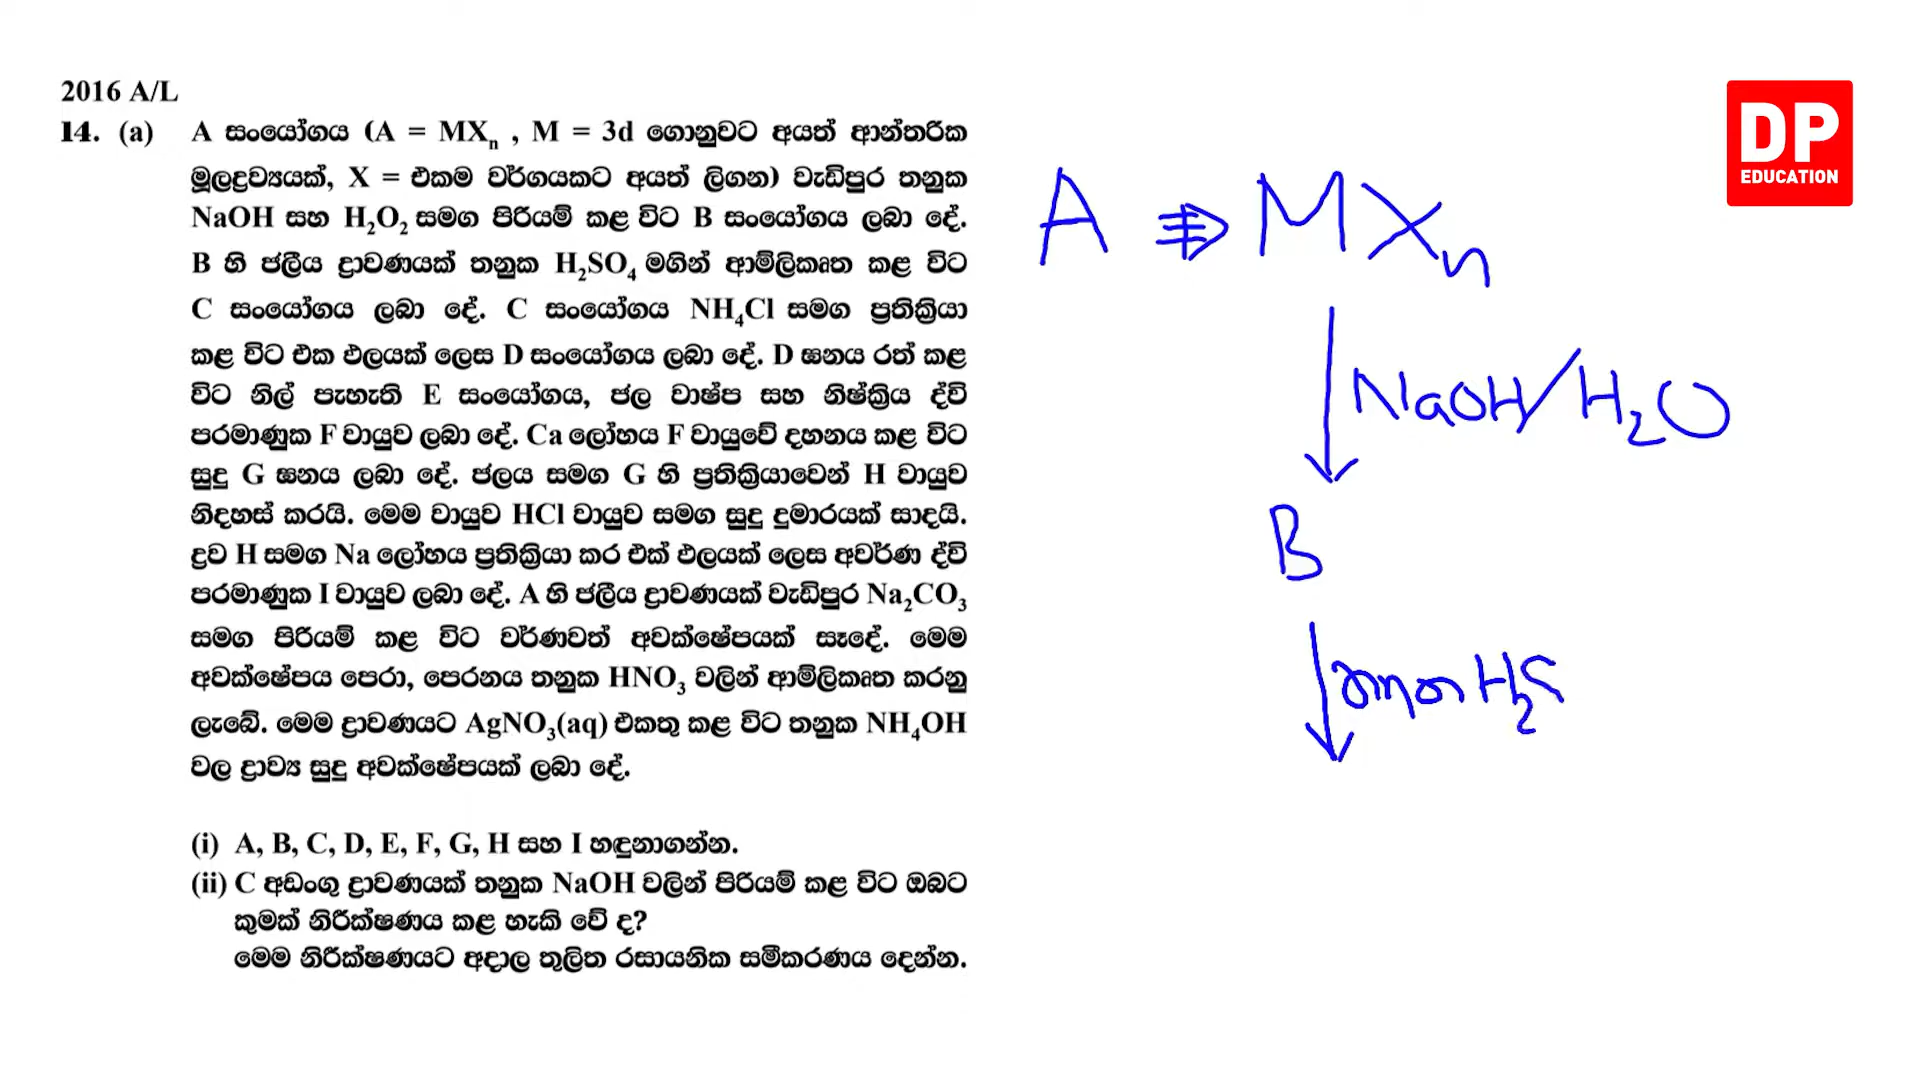 2016 A/L
14. (a) A සංයෝගය (A = MXn , M = 3d ගොනුවට අයත් ආන්තරික
මූලද්‍රව්‍යයක්, X = එකම වර්ගයකට අයත් ලිගන) වැඩිපුර තනුක
NaOH සහ H2O2 සමග පිරියම් කළ විට B සංයෝගය ලබා දේ.
B හි ජලීය ද්‍රාවණයක් තනුක H2SO4 මගින් ආම්ලිකෘත කළ විට
C සංයෝගය ලබා දේ. C සංයෝගය NH4Cl සමග ප්‍රතික්‍රියා
කළ විට එක ඵලයක් ලෙස D සංයෝගය ලබා දේ. D ඝනය රත් කළ
විට නිල් පැහැති E සංයෝගය, ජල වාෂ්ප සහ නිෂ්ක්‍රිය ද්වි
පරමාණුක F වායුව ලබා දේ. Ca ලෝහය F වායුවේ දහනය කළ විට
සුදු G ඝනය ලබා දේ. ජලය සමග G හි ප්‍රතික්‍රියාවෙන් H වායුව
නිදහස් කරයි. මෙම වායුව HCl වායුව සමග සුදු දුමාරයක් සාදයි.
ද්‍රව H සමග Na ලෝහය ප්‍රතික්‍රියා කර එක් ඵලයක් ලෙස අවර්ණ ද්වි
පරමාණුක I වායුව ලබා දේ. A හි ජලීය ද්‍රාවණයක් වැඩිපුර Na2CO3
සමග පිරියම් කළ විට වර්ණවත් අවක්ෂේපයක් සෑදේ. මෙම
අවක්ෂේපය පෙරා, පෙරනය තනුක HNO3 වලින් ආම්ලිකෘත කරනු
ලැබේ. මෙම ද්‍රාවණයට AgNO3(aq) එකතු කළ විට තනුක NH4OH
වල ද්‍රාව්‍ය සුදු අවක්ෂේපයක් ලබා දේ.
(i) A, B, C, D, E, F, G, H සහ I හඳුනාගන්න.
(ii) C අඩංගු ද්‍රාවණයක් තනුක NaOH වලින් පිරියම් කළ විට ඔබට
කුමක් නිරීක්ෂණය කළ හැකි වේ ද?
මෙම නිරීක්ෂණයට අදාල තුලිත රසායනික සමීකරණය දෙන්න.
DP
EDUCATION
A ⇒ MXn
NaOH/H2O
B
තනුක H2S